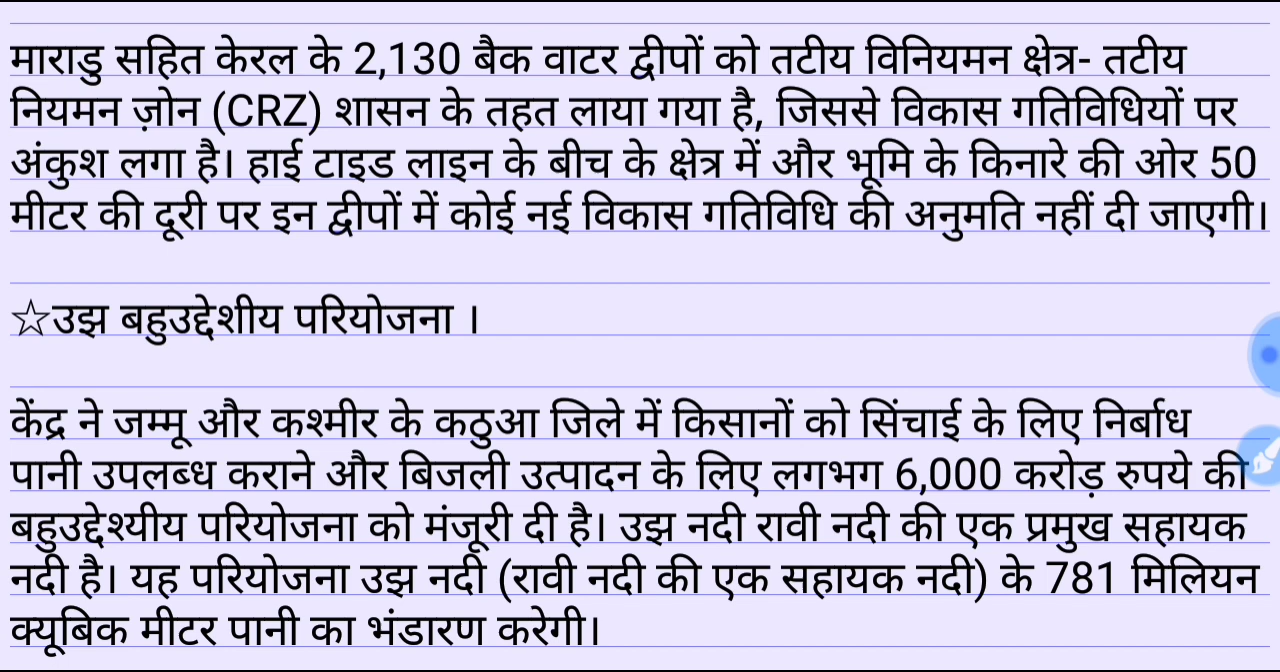 माराडु सहित केरल के 2,130 बैक वाटर द्वीपों को तटीय विनियमन क्षेत्र- तटीय
नियमन ज़ोन (CRZ) शासन के तहत लाया गया है, जिससे विकास गतिविधियों पर
अंकुश लगा है। हाई टाइड लाइन के बीच के क्षेत्र में और भूमि के किनारे की ओर 50
मीटर की दूरी पर इन द्वीपों में कोई नई विकास गतिविधि की अनुमति नहीं दी जाएगी।
☆उझ बहुउद्देशीय परियोजना ।
केंद्र ने जम्मू और कश्मीर के कठुआ जिले में किसानों को सिंचाई के लिए निर्बाध
पानी उपलब्ध कराने और बिजली उत्पादन के लिए लगभग 6,000 करोड़ रुपये की
बहुउद्देश्यीय परियोजना को मंजूरी दी है। उझ नदी रावी नदी की एक प्रमुख सहायक
नदी है। यह परियोजना उझ नदी (रावी नदी की एक सहायक नदी) के 781 मिलियन
क्यूबिक मीटर पानी का भंडारण करेगी।